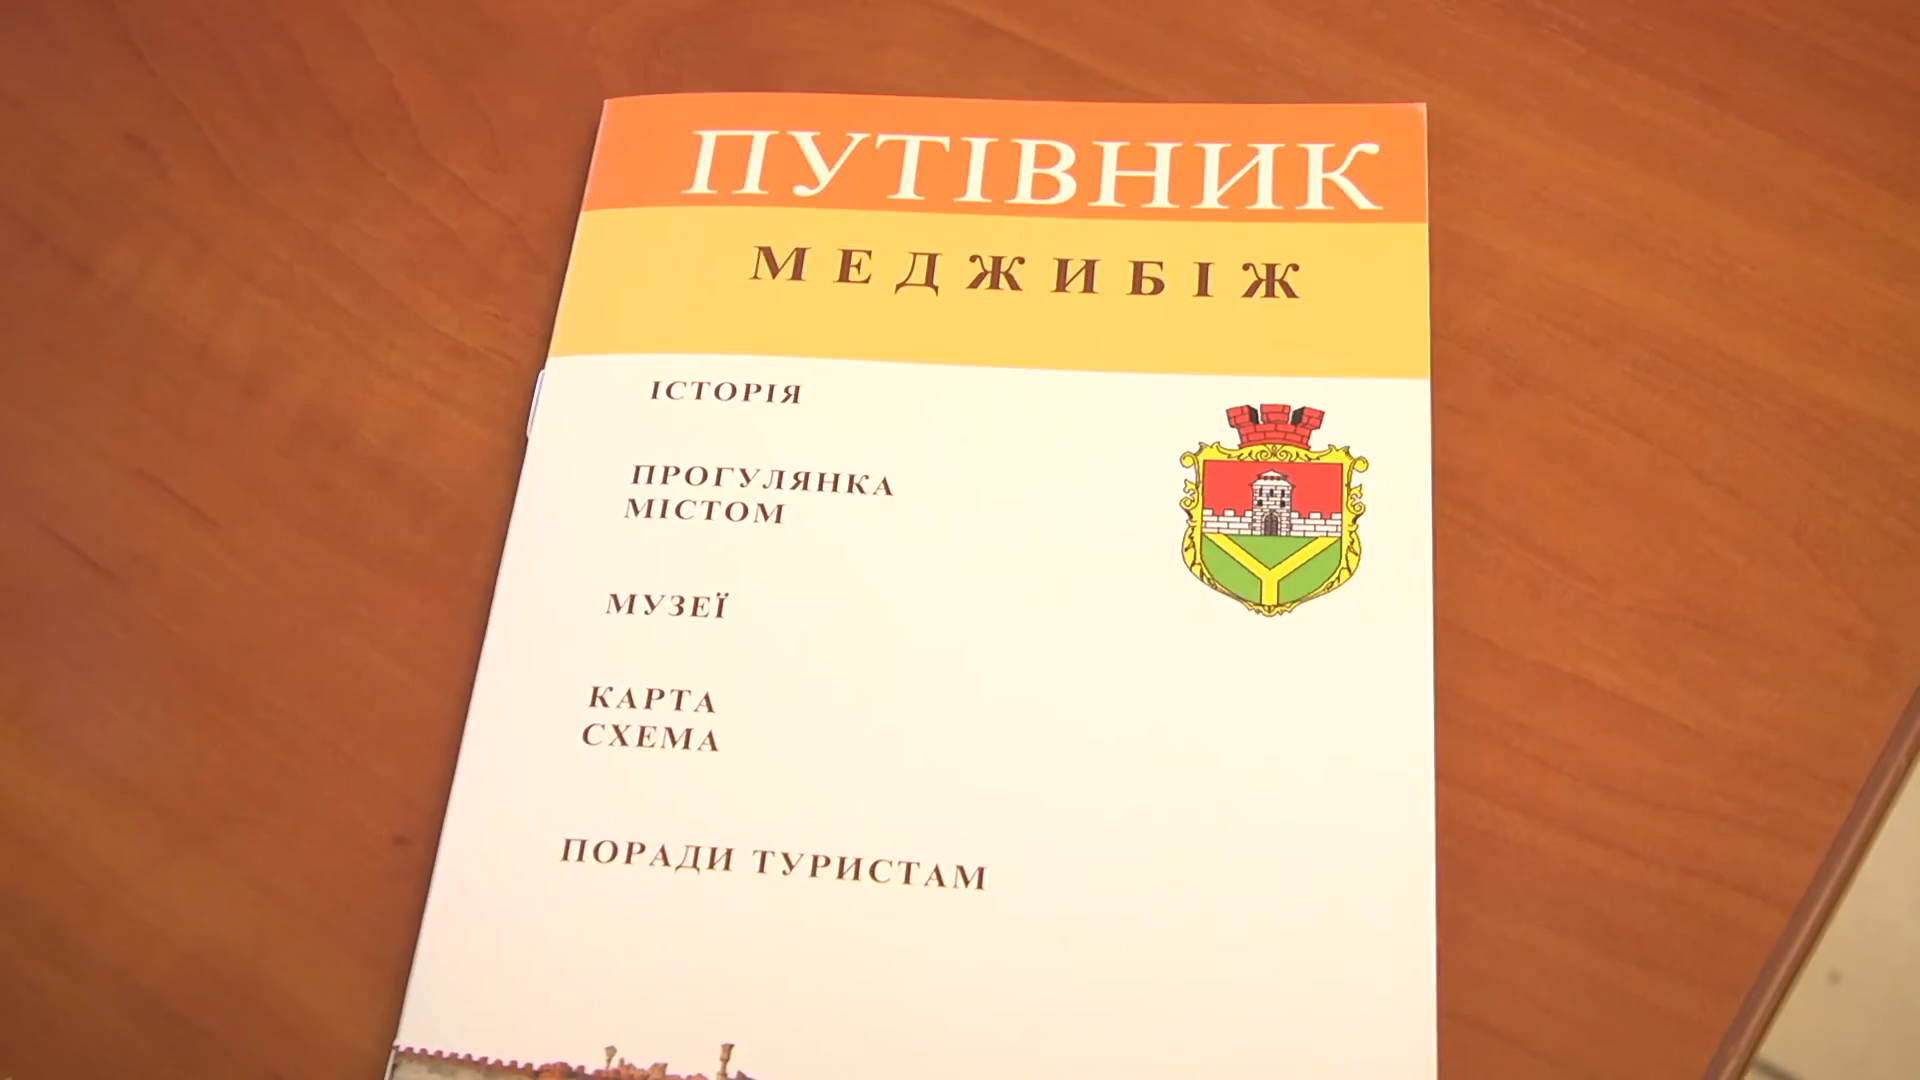 ПУТІВНИК
МЕДЖИБІЖ
ІСТОРІЯ
ПРОГУЛЯНКА
МІСТОМ
МУЗЕЇ
КАРТА
СХЕМА
ПОРАДИ ТУРИСТАМ